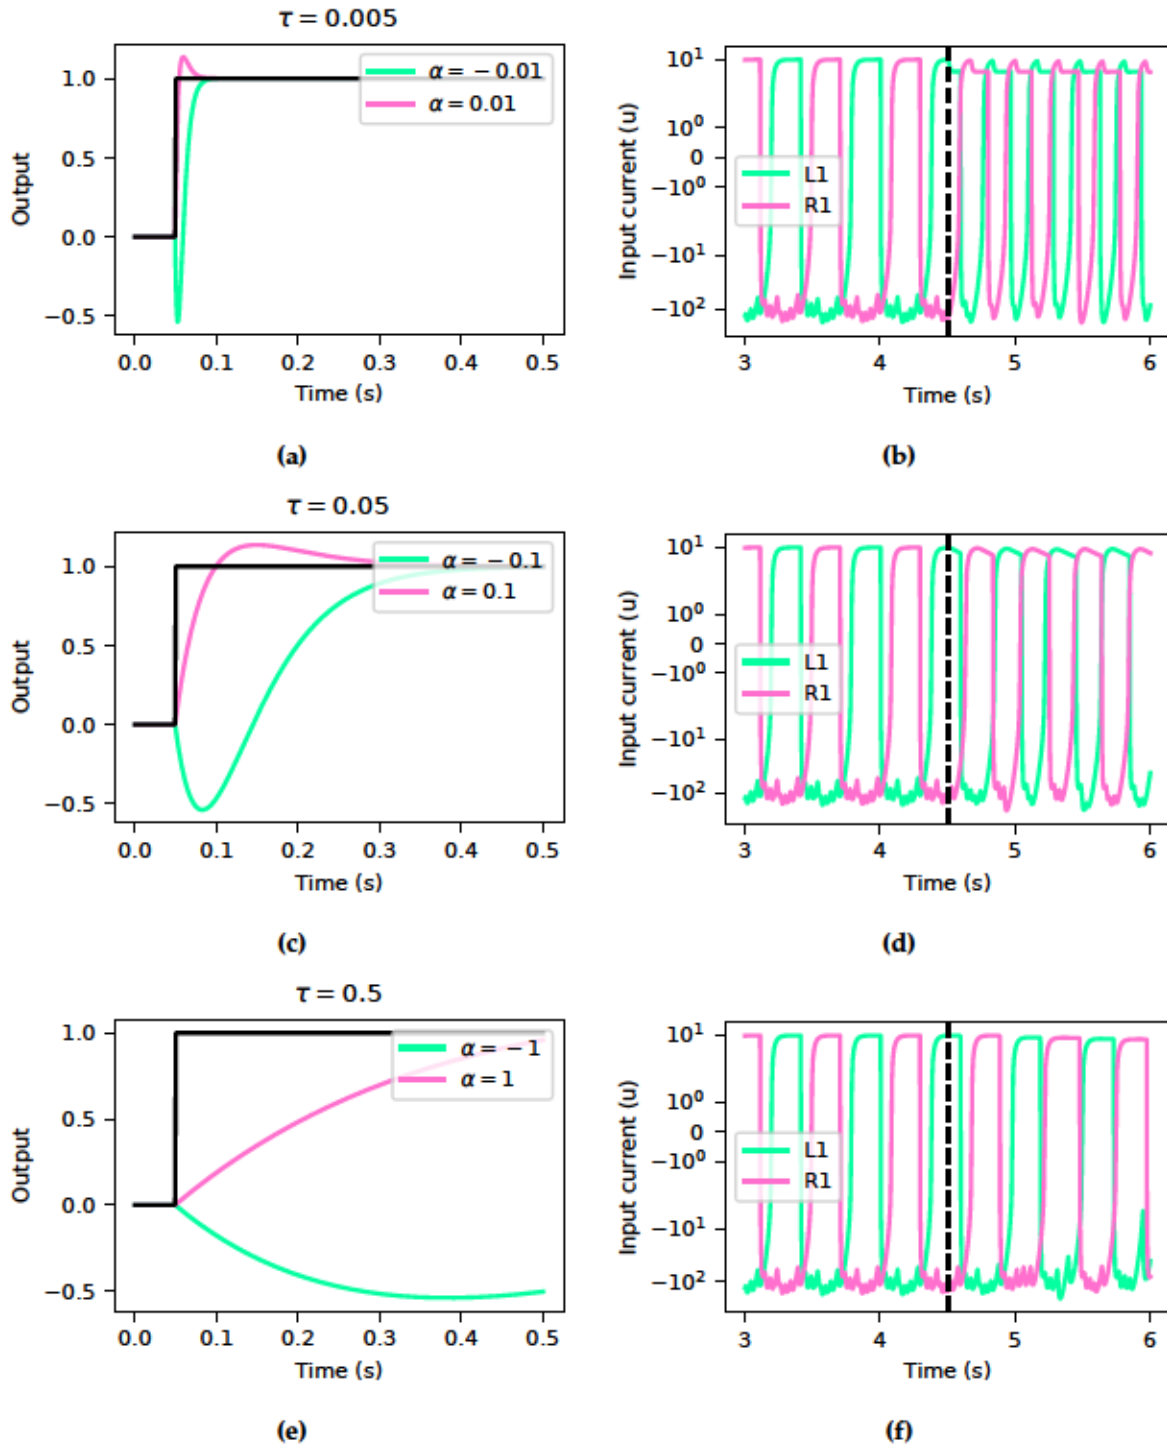 τ = 0.005
1.0
0.5
0.0
−0.5
Output
α = −0.01
α = 0.01
0.0 0.1 0.2 0.3 0.4 0.5
Time (s)
(a)
10¹
10⁰
0
−10⁰
−10¹
−10²
Input current (u)
L1
R1
3 4 5 6
Time (s)
(b)
τ = 0.05
1.0
0.5
0.0
−0.5
Output
α = −0.1
α = 0.1
0.0 0.1 0.2 0.3 0.4 0.5
Time (s)
(c)
10¹
10⁰
0
−10⁰
−10¹
−10²
Input current (u)
L1
R1
3 4 5 6
Time (s)
(d)
τ = 0.5
1.0
0.5
0.0
−0.5
Output
α = −1
α = 1
0.0 0.1 0.2 0.3 0.4 0.5
Time (s)
(e)
10¹
10⁰
0
−10⁰
−10¹
−10²
Input current (u)
L1
R1
3 4 5 6
Time (s)
(f)